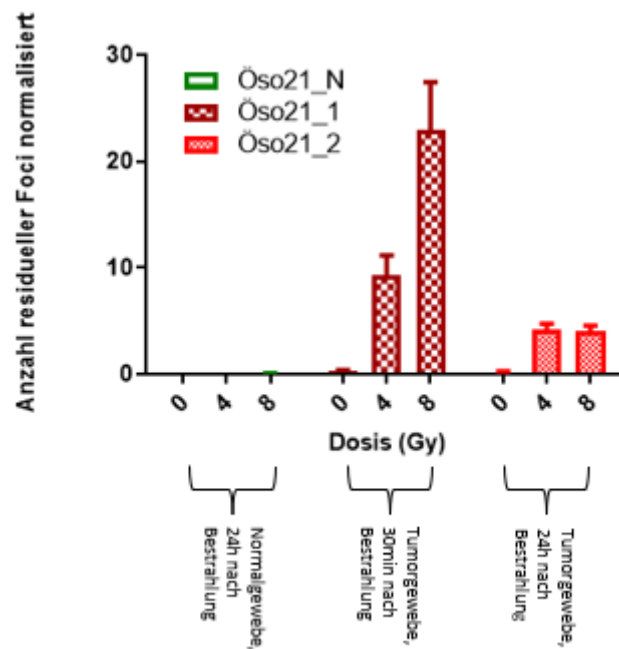 Anzahl residueller Foci normalisiert
30
20
10
0
Öso21_N
Öso21_1
Öso21_2
0 4 8 0 4 8 0 4 8
Dosis (Gy)
Normalgewebe,
24h nach
Bestrahlung
Tumorgewebe,
30min nach
Bestrahlung
Tumorgewebe,
24h nach
Bestrahlung